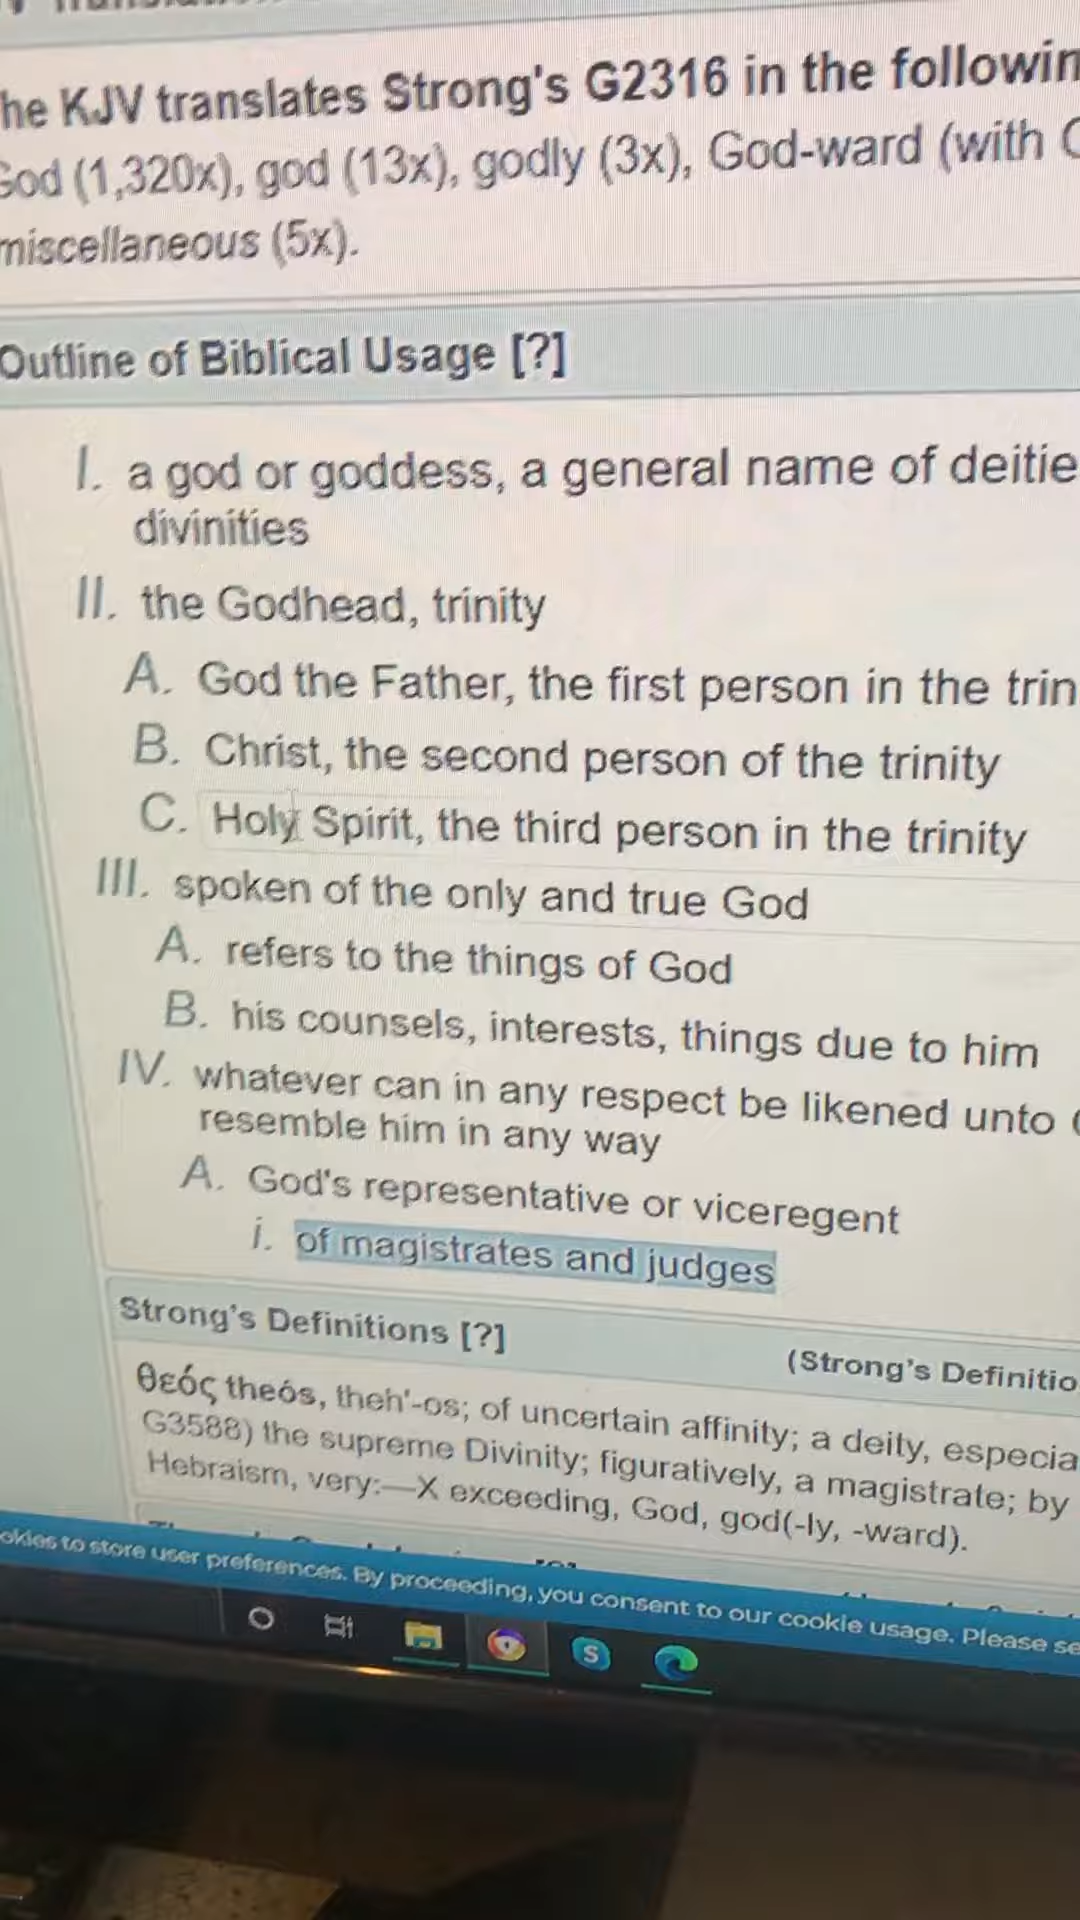 he KJV translates Strong's G2316 in the followin
God (1,320x), god (13x), godly (3x), God-ward (with
miscellaneous (5x).
Outline of Biblical Usage [?]
I. a god or goddess, a general name of deitie
divinities
II. the Godhead, trinity
A. God the Father, the first person in the trin
B. Christ, the second person of the trinity
C. Holy Spirit, the third person in the trinity
III. spoken of the only and true God
A. refers to the things of God
B. his counsels, interests, things due to him
IV. whatever can in any respect be likened unto
resemble him in any way
A. God's representative or viceregent
i. of magistrates and judges
Strong's Definitions [?]
(Strong's Definitio
θεός theós, theh'-os; of uncertain affinity; a deity, especia
G3588) the supreme Divinity; figuratively, a magistrate; by
Hebraism, very:—X exceeding, God, god(-ly, -ward).
okies to store user preferences. By proceeding, you consent to our cookie usage. Please se
S